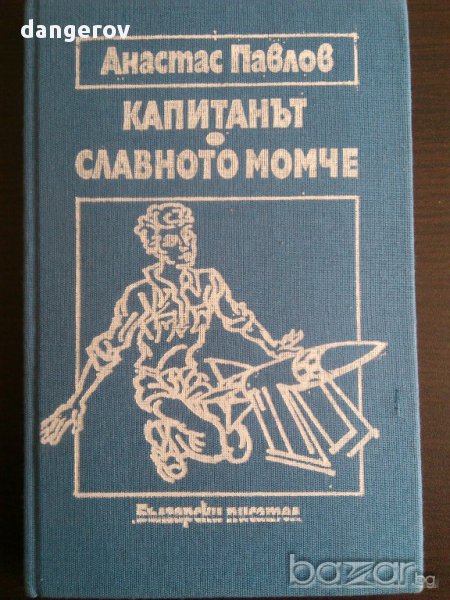 dangerov
Анастас Павлов
КАПИТАНЪТ
СЛАВНОТО МОМЧЕ
Български писател
bazar.bg